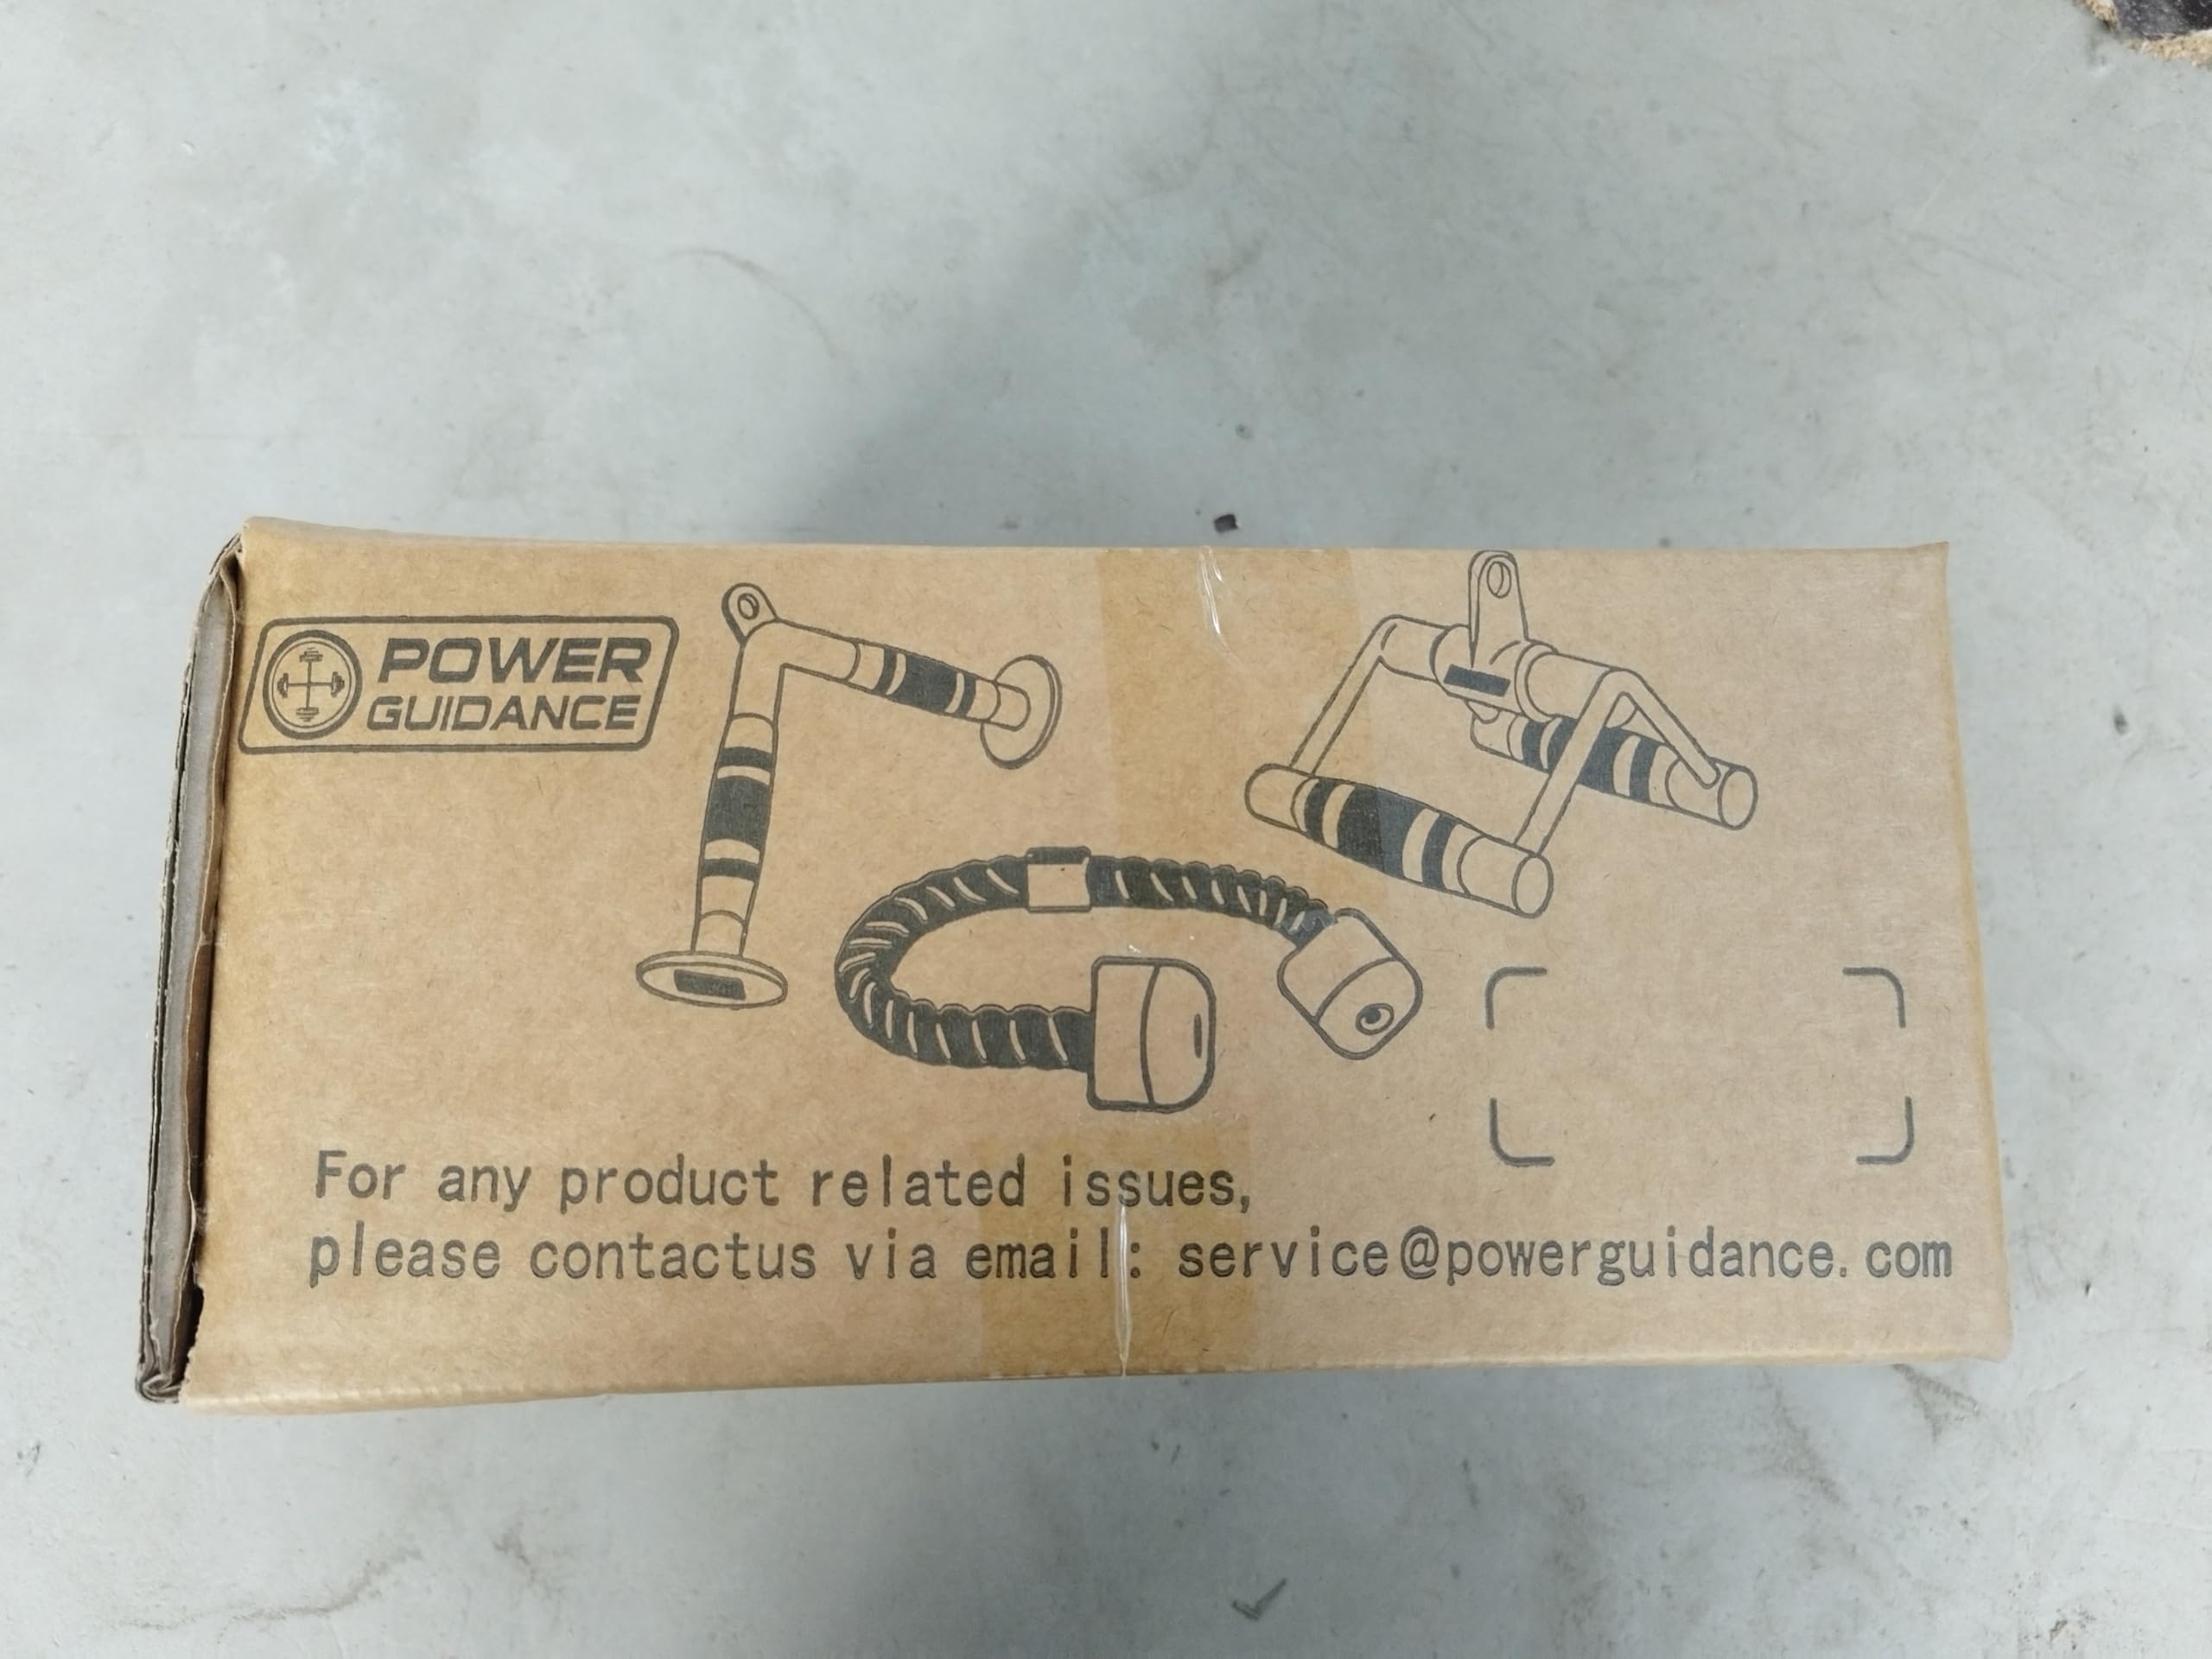 POWER
GUIDANCE
For any product related issues,
please contactus via email: service@powerguidance.com